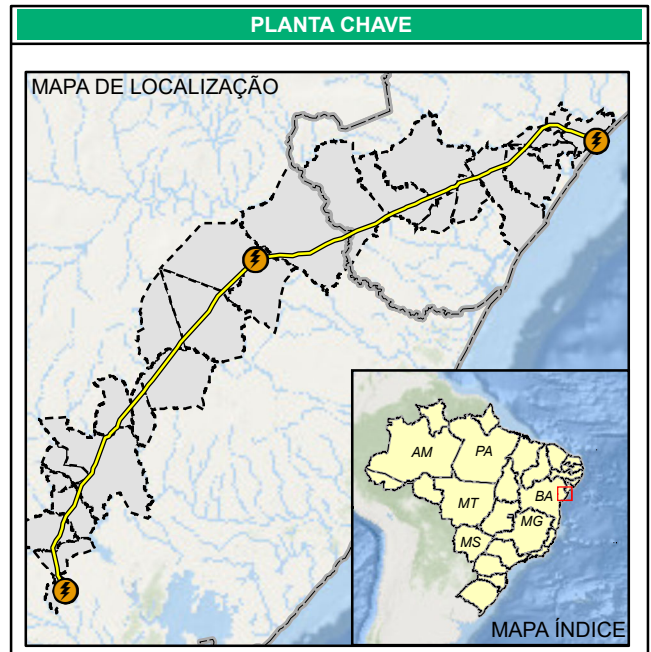 PLANTA CHAVE
MAPA DE LOCALIZAÇÃO
AM
PA
MT
BA
MG
MS
MAPA ÍNDICE